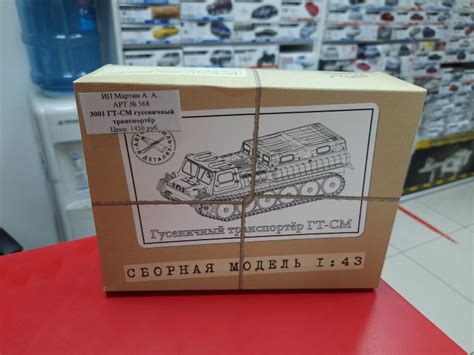 ИП Мартин А. А.
АРТ.№ 568
3001 ГТ-СМ гусеничный
транспортёр
Цена: 1450 руб.
Гусеничный транспортёр ГТ-СМ
СБОРНАЯ МОДЕЛЬ 1:43